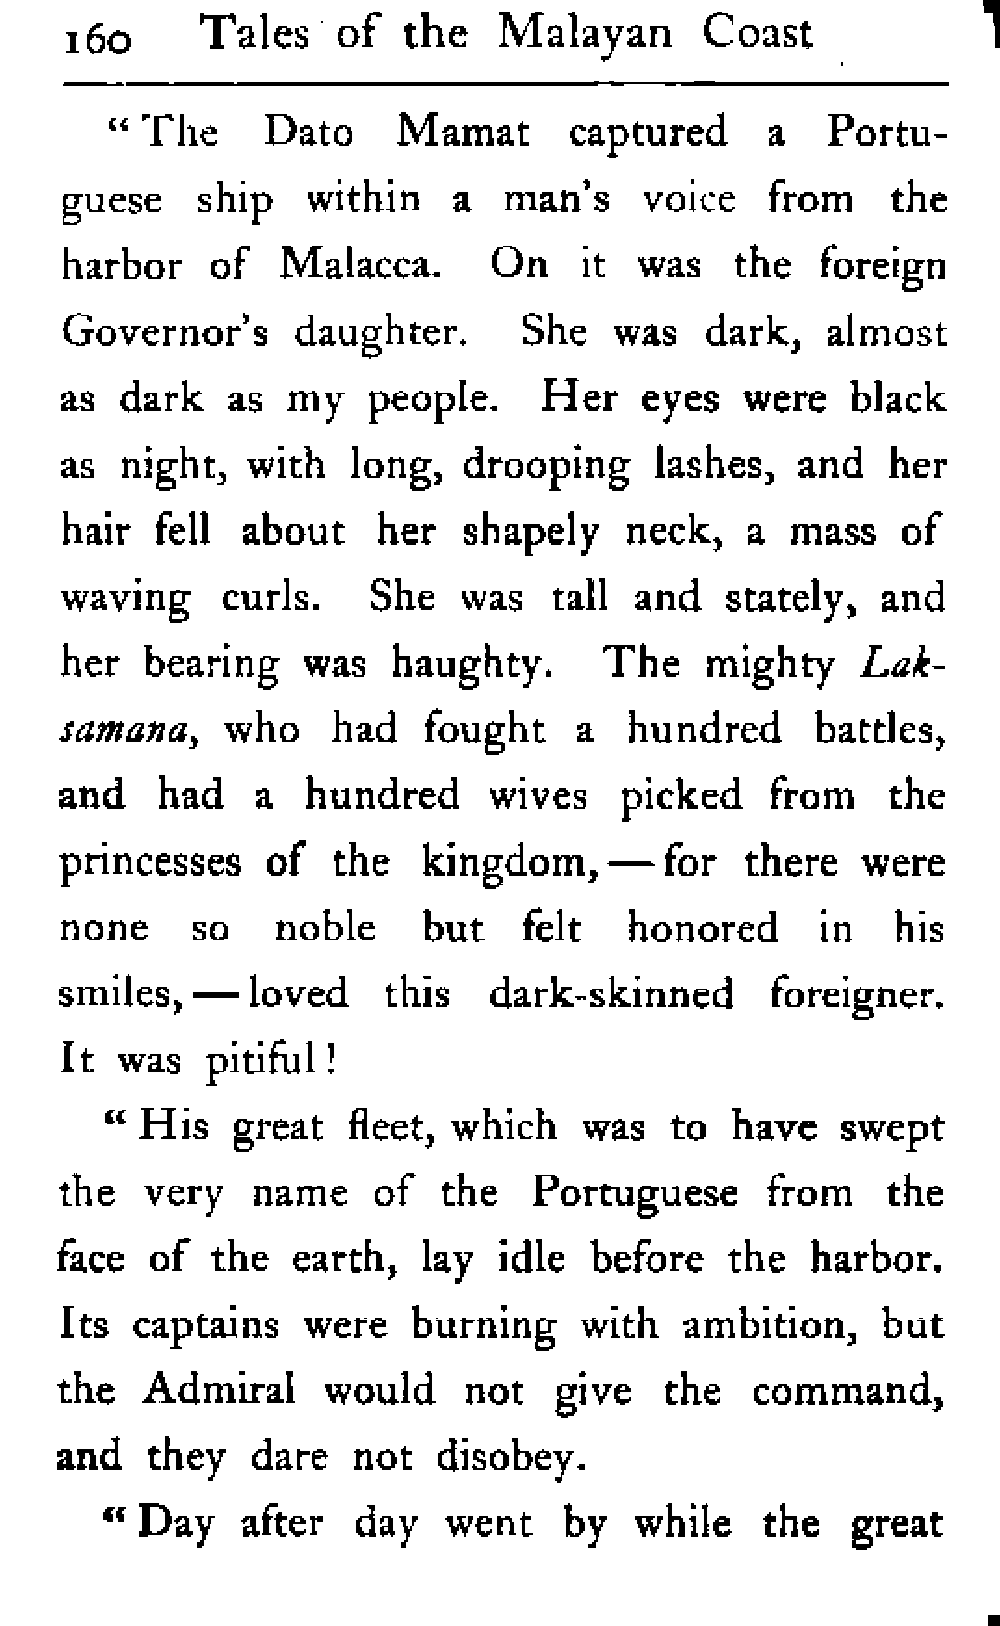 160 Tales of the Malayan Coast
“The Dato Mamat captured a Portu-
guese ship within a man's voice from the
harbor of Malacca. On it was the foreign
Governor's daughter. She was dark, almost
as dark as my people. Her eyes were black
as night, with long, drooping lashes, and her
hair fell about her shapely neck, a mass of
waving curls. She was tall and stately, and
her bearing was haughty. The mighty Lak-
samana, who had fought a hundred battles,
and had a hundred wives picked from the
princesses of the kingdom,—for there were
none so noble but felt honored in his
smiles,—loved this dark-skinned foreigner.
It was pitiful!
“His great fleet, which was to have swept
the very name of the Portuguese from the
face of the earth, lay idle before the harbor.
Its captains were burning with ambition, but
the Admiral would not give the command,
and they dare not disobey.
“Day after day went by while the great